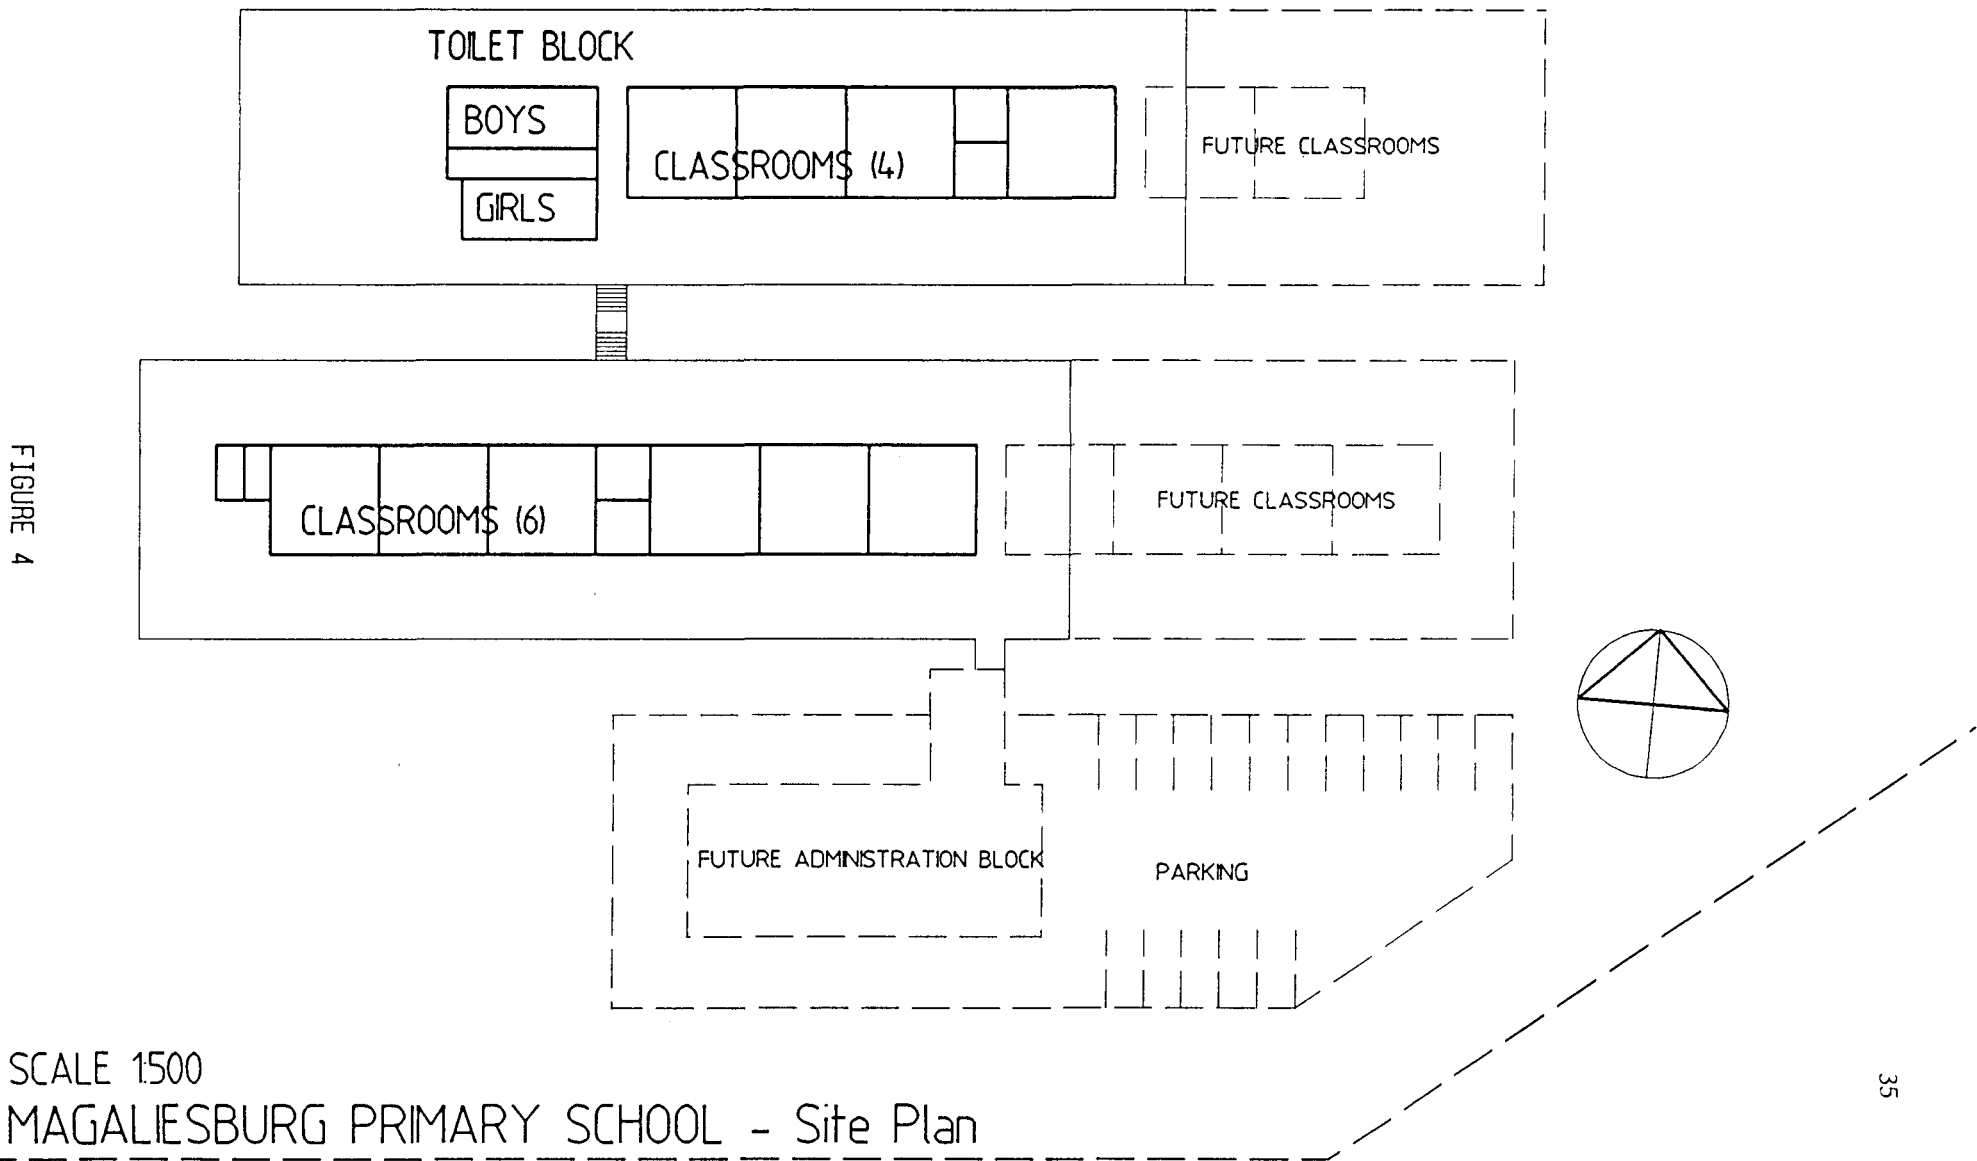 TOILET BLOCK
BOYS
CLASSROOMS (4)
FUTURE CLASSROOMS
GIRLS
CLASSROOMS (6)
FUTURE CLASSROOMS
FIGURE 4
FUTURE ADMINISTRATION BLOCK
PARKING
SCALE 1:500
MAGALIESBURG PRIMARY SCHOOL - Site Plan
35